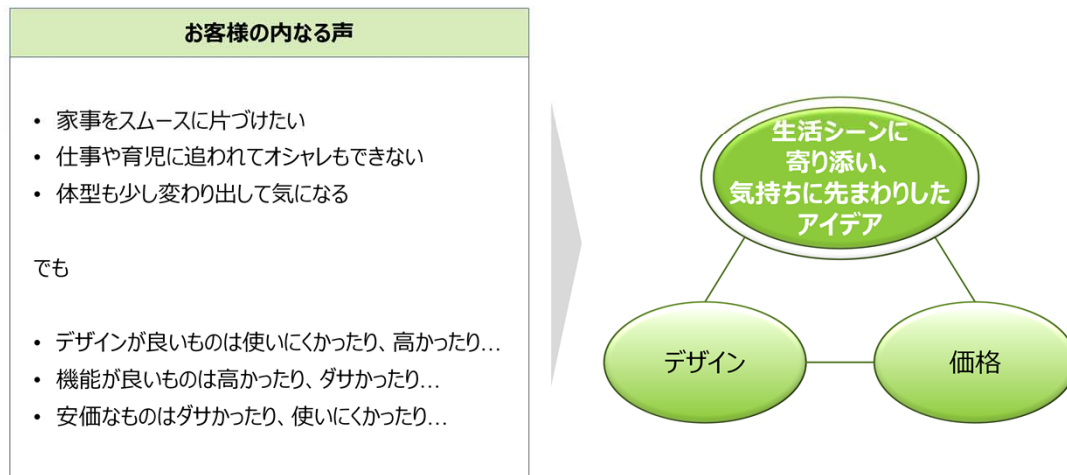 お客様の内なる声
• 家事をスムースに片づけたい
• 仕事や育児に追われてオシャレもできない
• 体型も少し変わり出して気になる
でも
• デザインが良いものは使いにくかったり、高かったり…
• 機能が良いものは高かったり、ダサかったり…
• 安価なものはダサかったり、使いにくかったり…
生活シーンに
寄り添い、
気持ちに先まわりした
アイデア
デザイン
価格